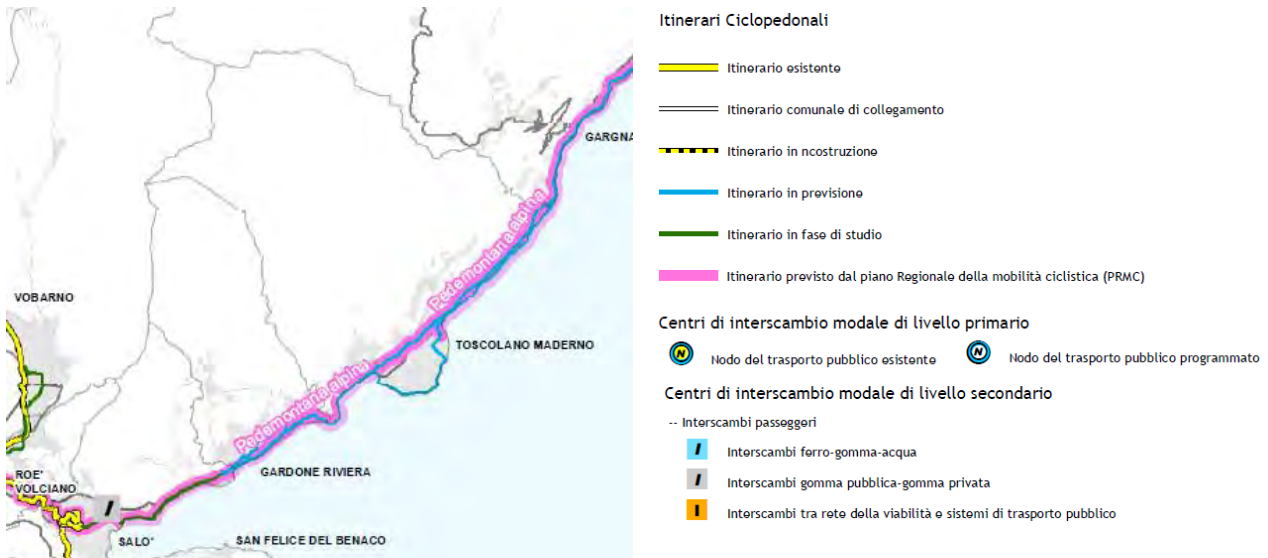 GARGNA
Pedemontana alpina
VOBARNO
TOSCOLANO MADERNO
Pedemontana alpina
GARDONE RIVIERA
ROE'
VOLCIANO
I
SALO'
SAN FELICE DEL BENACO
Itinerari Ciclopedonali
Itinerario esistente
Itinerario comunale di collegamento
Itinerario in ncostruzione
Itinerario in previsione
Itinerario in fase di studio
Itinerario previsto dal piano Regionale della mobilità ciclistica (PRMC)
Centri di interscambio modale di livello primario
N Nodo del trasporto pubblico esistente N Nodo del trasporto pubblico programmato
Centri di interscambio modale di livello secondario
-- Interscambi passeggeri
I Interscambi ferro-gomma-acqua
I Interscambi gomma pubblica-gomma privata
I Interscambi tra rete della viabilità e sistemi di trasporto pubblico